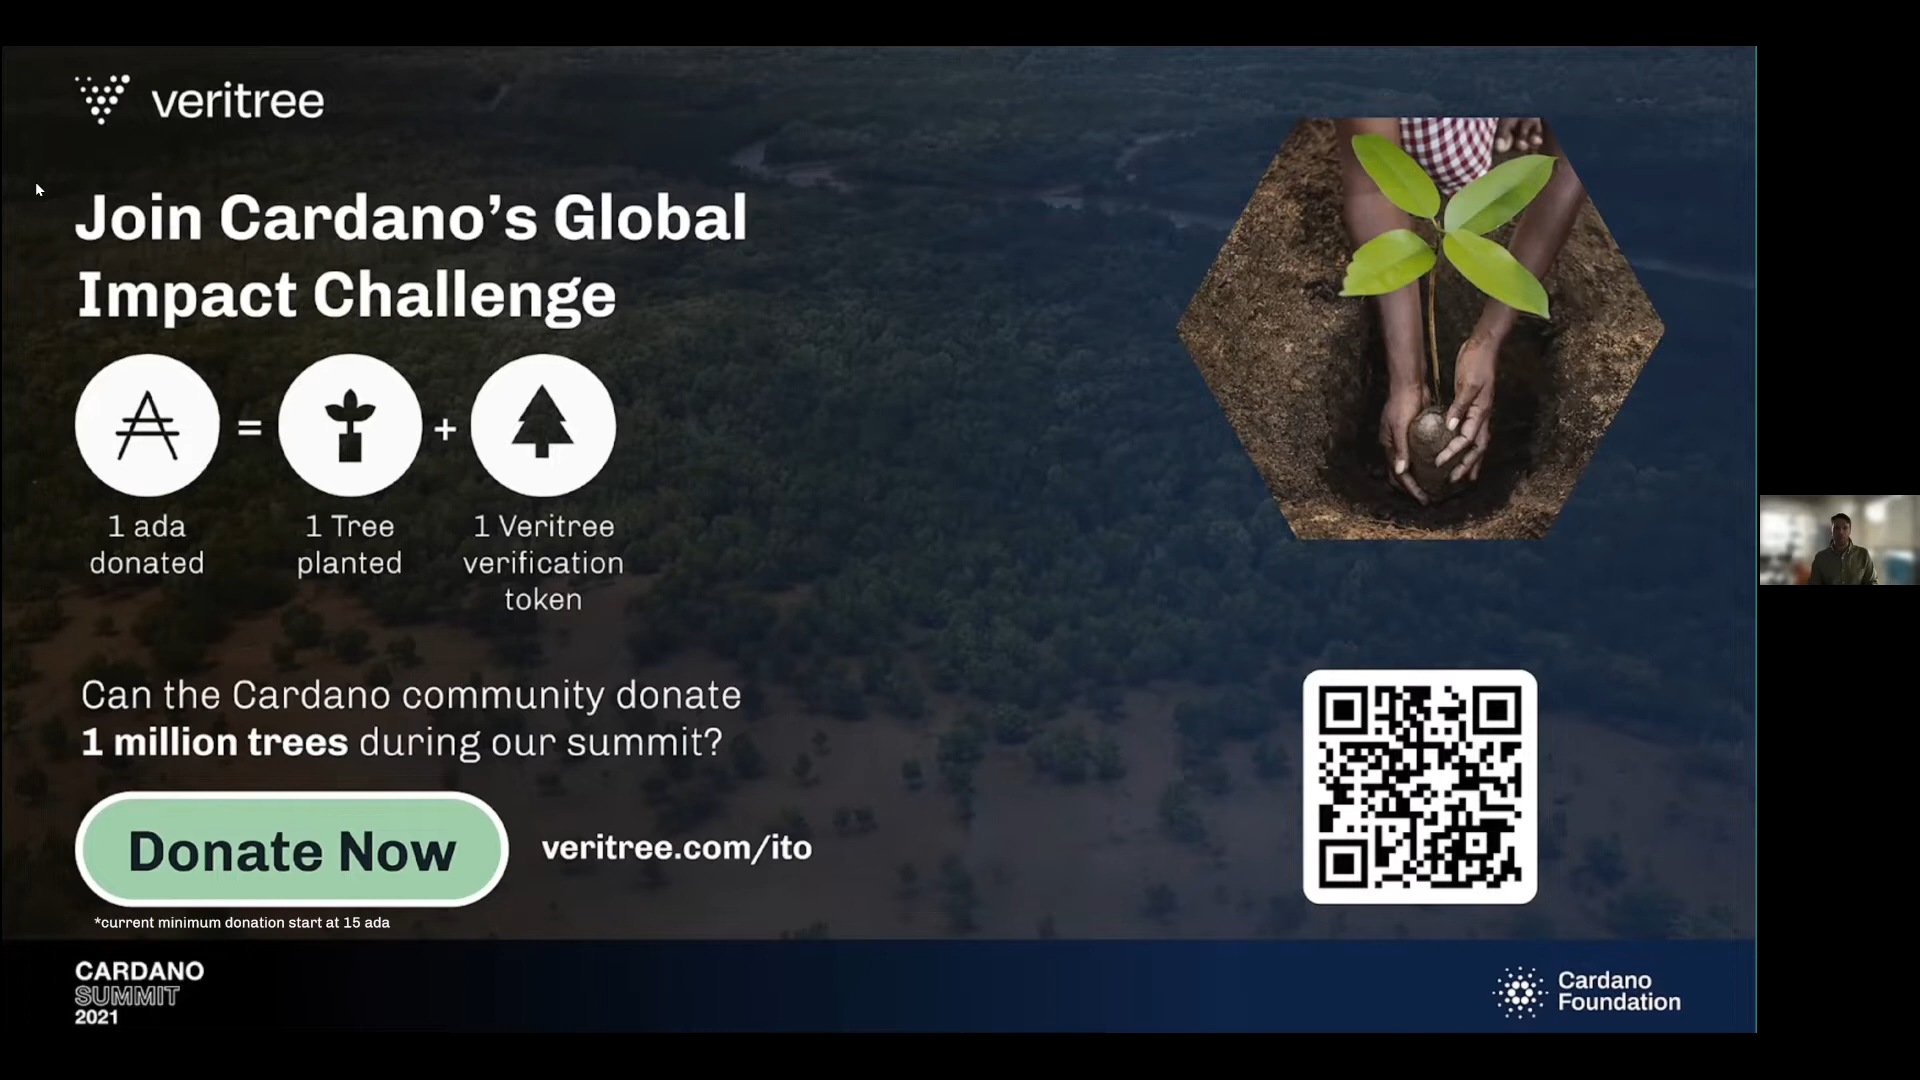 veritree
Join Cardano’s Global
Impact Challenge
= +
1 ada
donated
1 Tree
planted
1 Veritree
verification
token
Can the Cardano community donate
1 million trees during our summit?
Donate Now
veritree.com/ito
*current minimum donation start at 15 ada
CARDANO
SUMMIT
2021
Cardano
Foundation